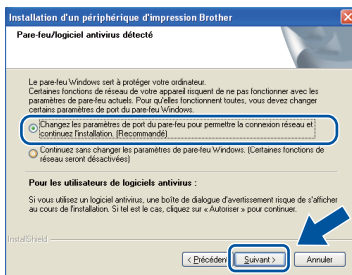 Installation d'un périphérique d'impression Brother
Pare-feu/logiciel antivirus détecté
Le pare-feu Windows sert à protéger votre ordinateur.
Certaines fonctions de réseau de votre appareil risquent de ne pas fonctionner avec les
paramètres de pare-feu actuels. Pour qu'elles fonctionnent toutes, vous devez changer
certains paramètres de port du pare-feu Windows.
Changez les paramètres de port du pare-feu pour permettre la connexion réseau et
continuez l'installation. (Recommandé)
Continuez sans changer les paramètres de pare-feu Windows. (Certaines fonctions de
réseau seront désactivées)
Pour les utilisateurs de logiciels antivirus :
Si vous utilisez un logiciel antivirus, une boîte de dialogue d'avertissement risque de s'afficher
au cours de l'installation. Si tel est le cas, cliquez sur « Autoriser » pour continuer.
InstallShield
< Précédent Suivant > Annuler